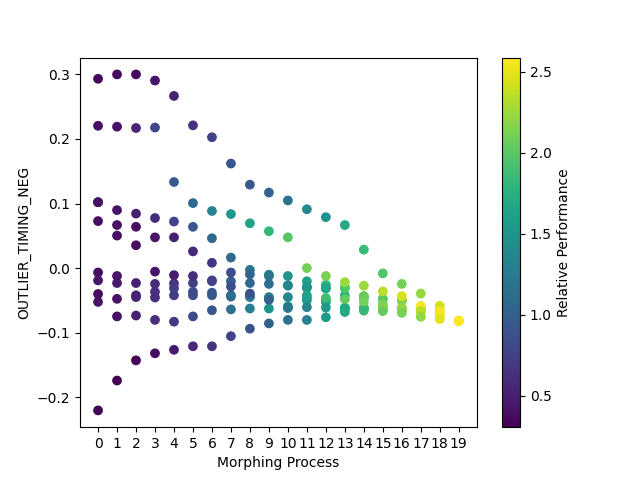 0.3
0.2
0.1
0.0
−0.1
−0.2
OUTLIER_TIMING_NEG
0 1 2 3 4 5 6 7 8 9 10 11 12 13 14 15 16 17 18 19
Morphing Process
2.5
2.0
1.5
1.0
0.5
Relative Performance